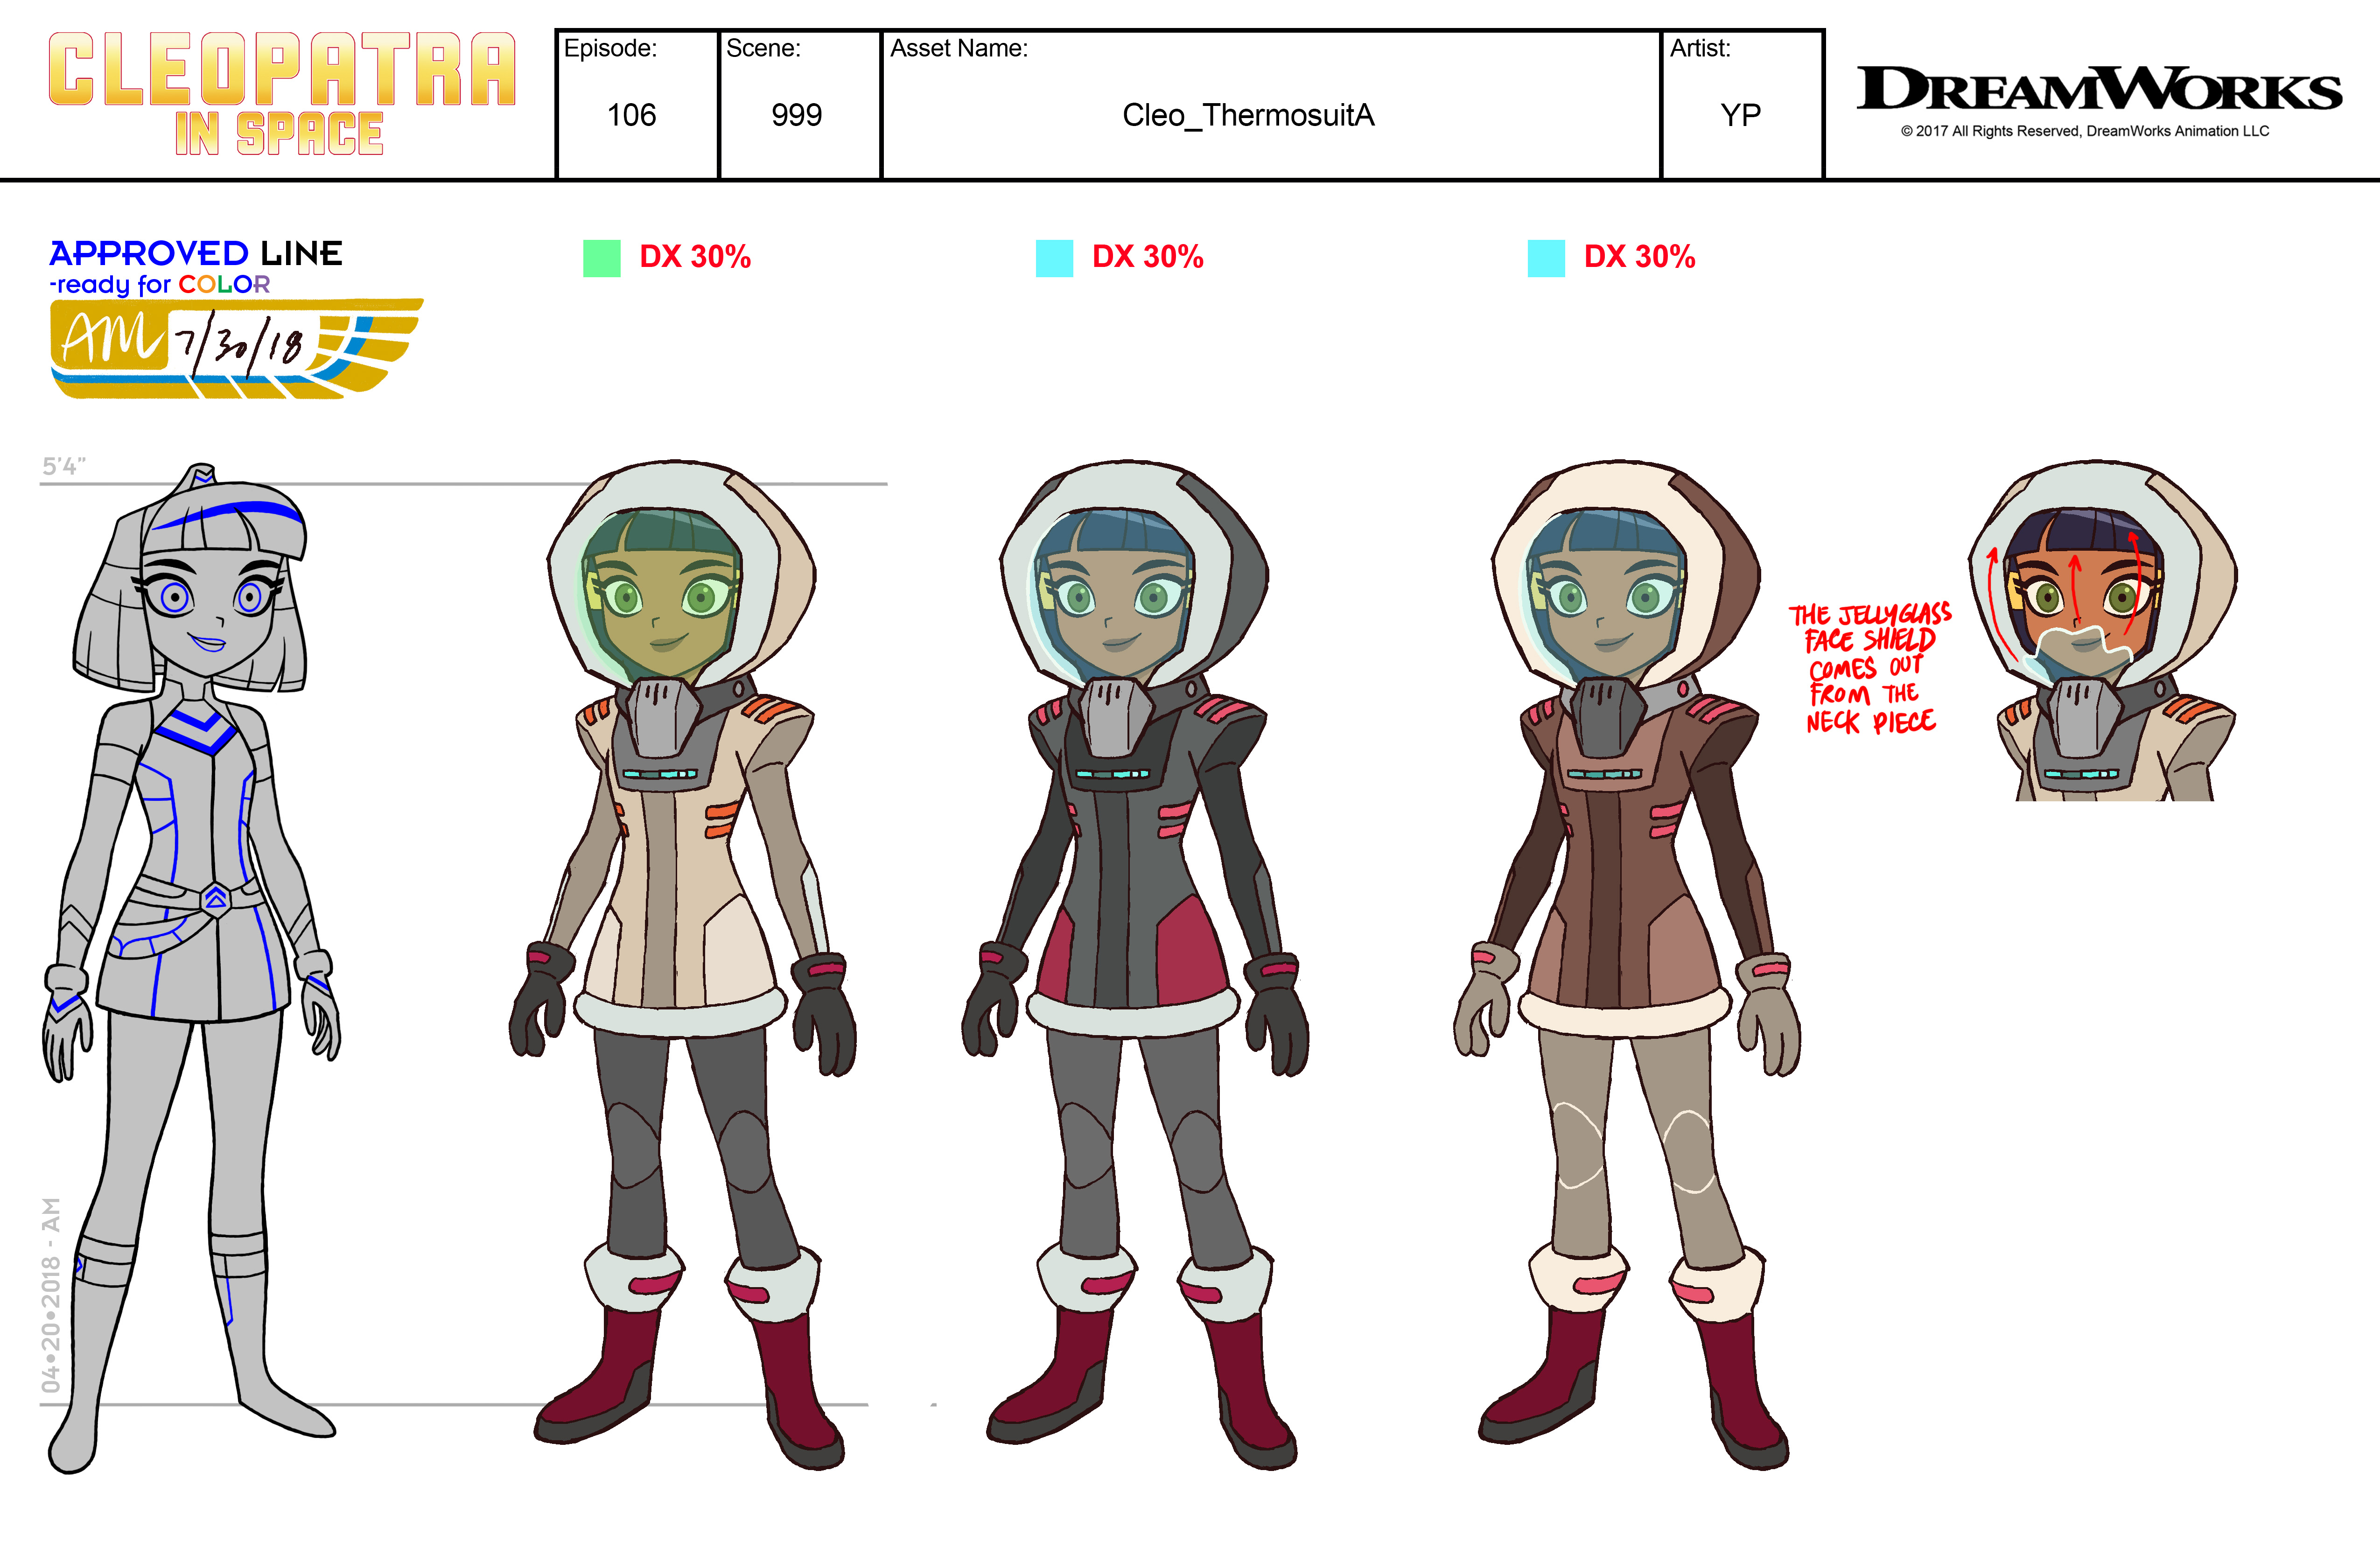 CLEOPATRA
IN SPACE
Episode:
106
Scene:
999
Asset Name:
Cleo_ThermosuitA
Artist:
YP
DREAMWORKS
© 2017 All Rights Reserved, DreamWorks Animation LLC
APPROVED LINE
-ready for COLOR
AM 7/30/18
DX 30%
DX 30%
DX 30%
5'4"
THE JELLYGLASS
FACE SHIELD
COMES OUT
FROM THE
NECK PIECE
04•20•2018 - AM